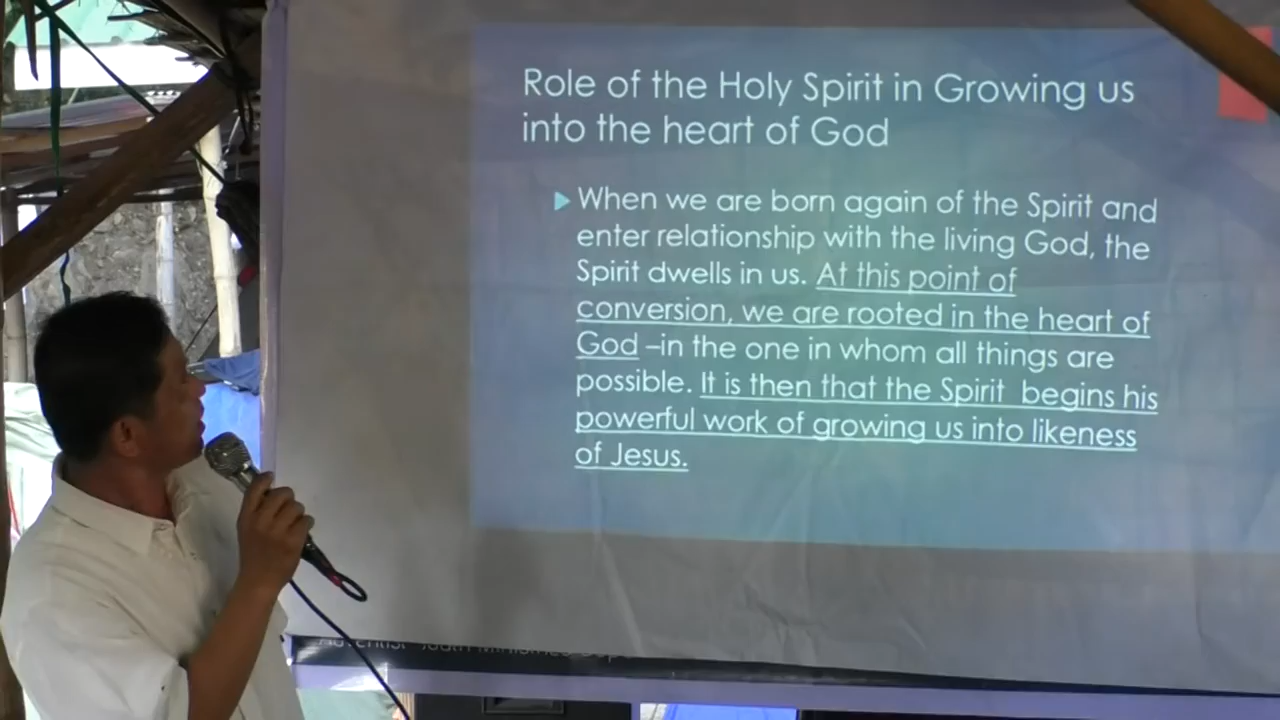 Role of the Holy Spirit in Growing us
into the heart of God
When we are born again of the Spirit and
enter relationship with the living God, the
Spirit dwells in us. At this point of
conversion, we are rooted in the heart of
God –in the one in whom all things are
possible. It is then that the Spirit begins his
powerful work of growing us into likeness
of Jesus.